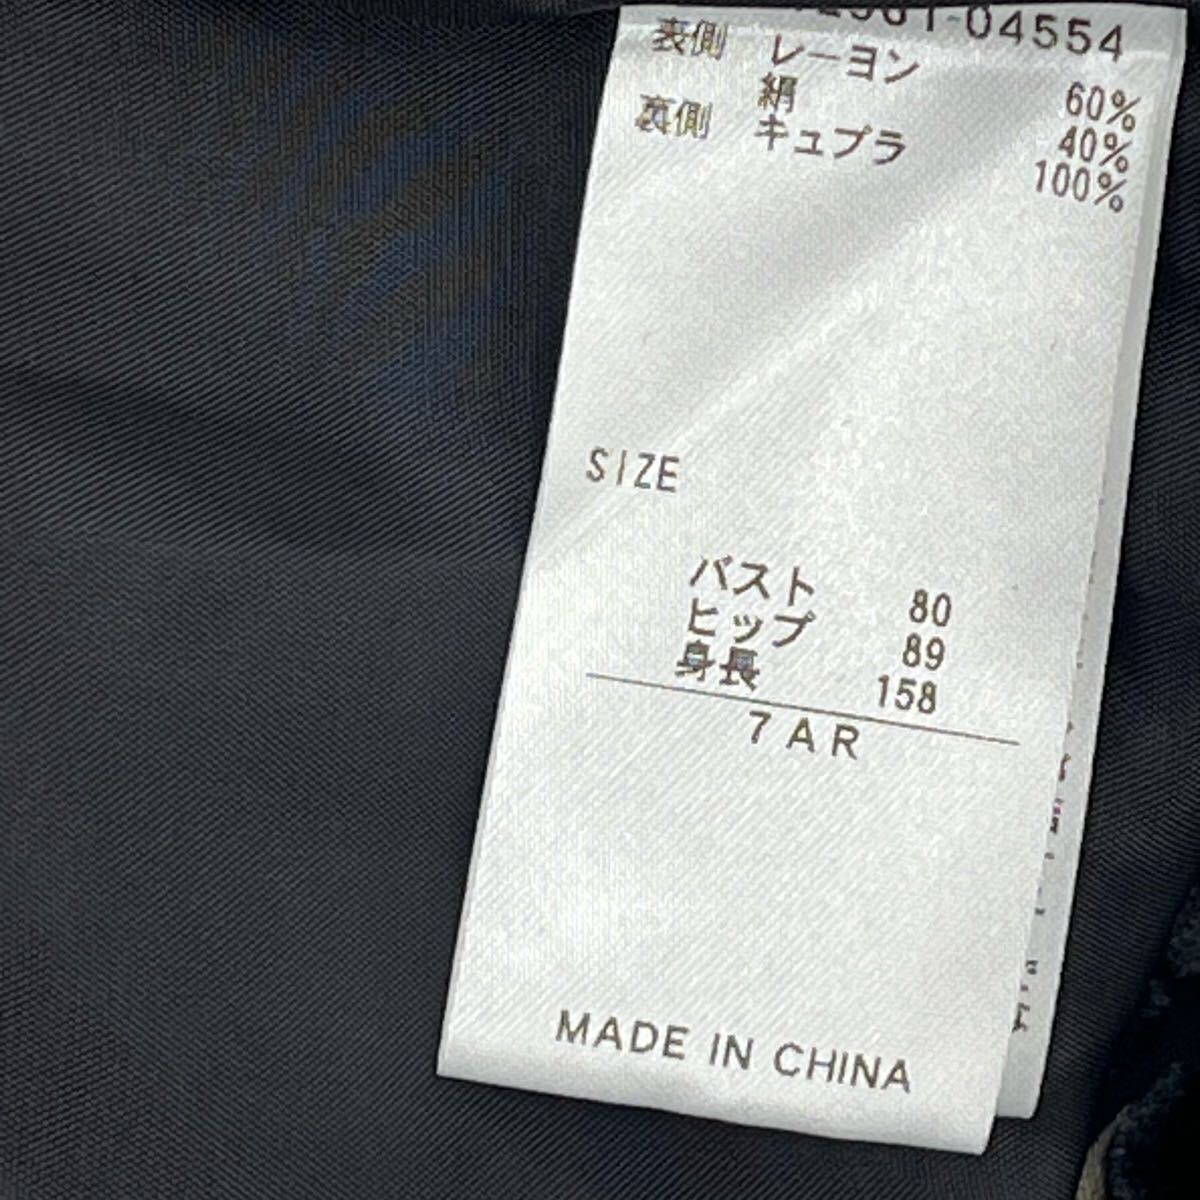 04554
表側 レーヨン 60%
絹 40%
裏側 キュプラ 100%
SIZE
バスト 80
ヒップ 89
身長 158
7AR
MADE IN CHINA